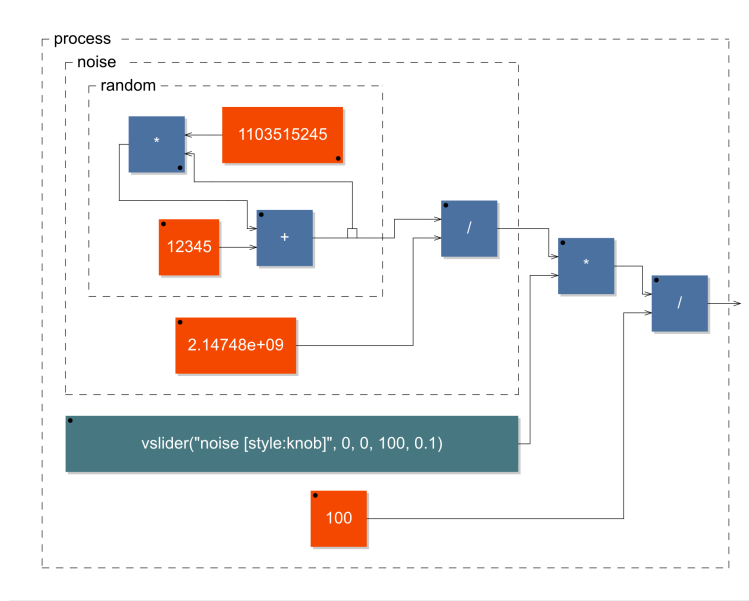 process
noise
random
*
1103515245
12345
+
/
*
/
2.14748e+09
vslider("noise [style:knob]", 0, 0, 100, 0.1)
100